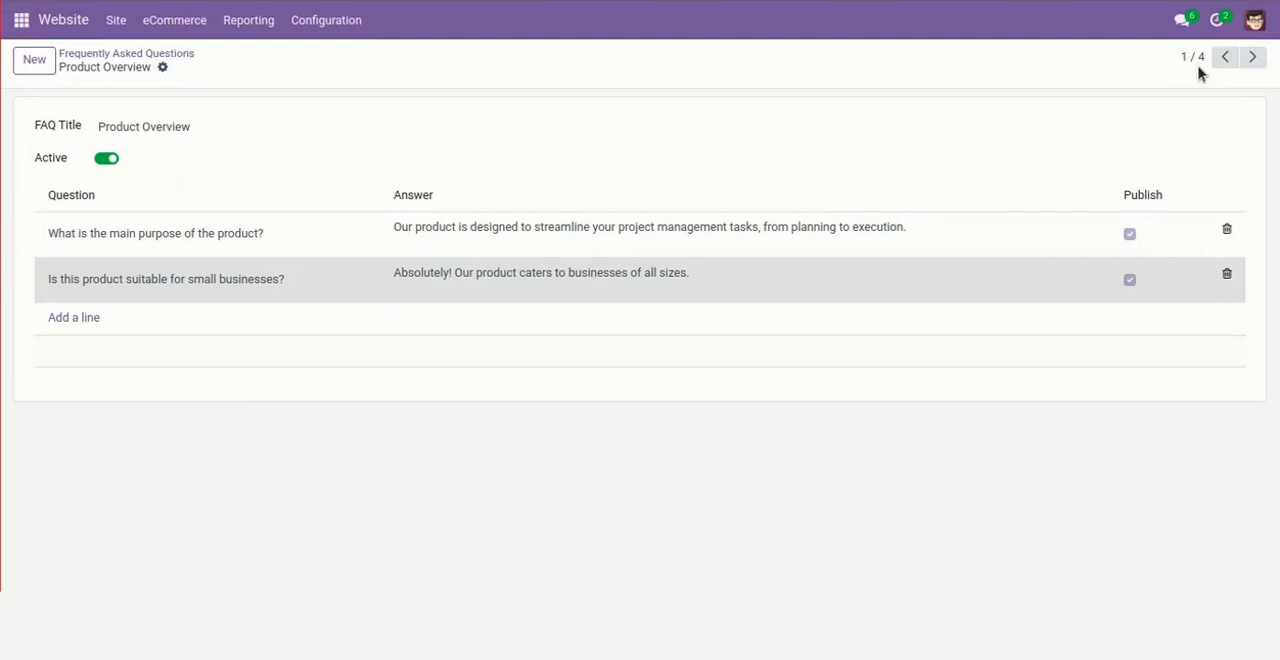 Website Site eCommerce Reporting Configuration 6 2
New Frequently Asked Questions 1 / 4
Product Overview
FAQ Title Product Overview
Active
Question Answer Publish
What is the main purpose of the product? Our product is designed to streamline your project management tasks, from planning to execution.
Is this product suitable for small businesses? Absolutely! Our product caters to businesses of all sizes.
Add a line